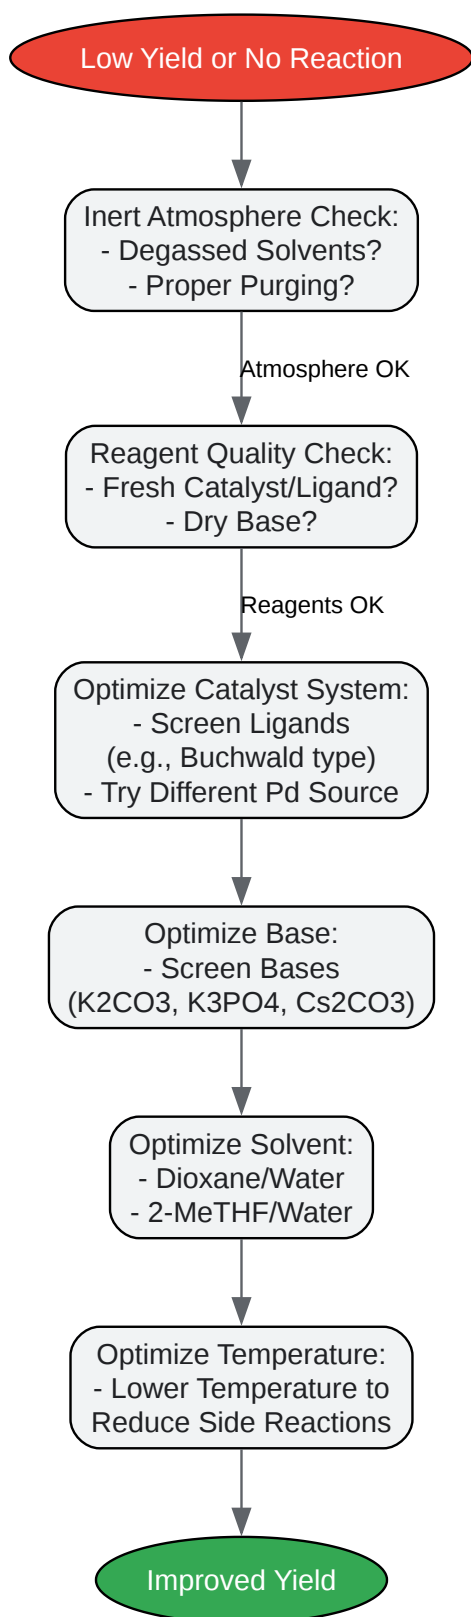 Low Yield or No Reaction
Inert Atmosphere Check:
- Degassed Solvents?
- Proper Purging?
Atmosphere OK
Reagent Quality Check:
- Fresh Catalyst/Ligand?
- Dry Base?
Reagents OK
Optimize Catalyst System:
- Screen Ligands
(e.g., Buchwald type)
- Try Different Pd Source
Optimize Base:
- Screen Bases
(K2CO3, K3PO4, Cs2CO3)
Optimize Solvent:
- Dioxane/Water
- 2-MeTHF/Water
Optimize Temperature:
- Lower Temperature to
Reduce Side Reactions
Improved Yield